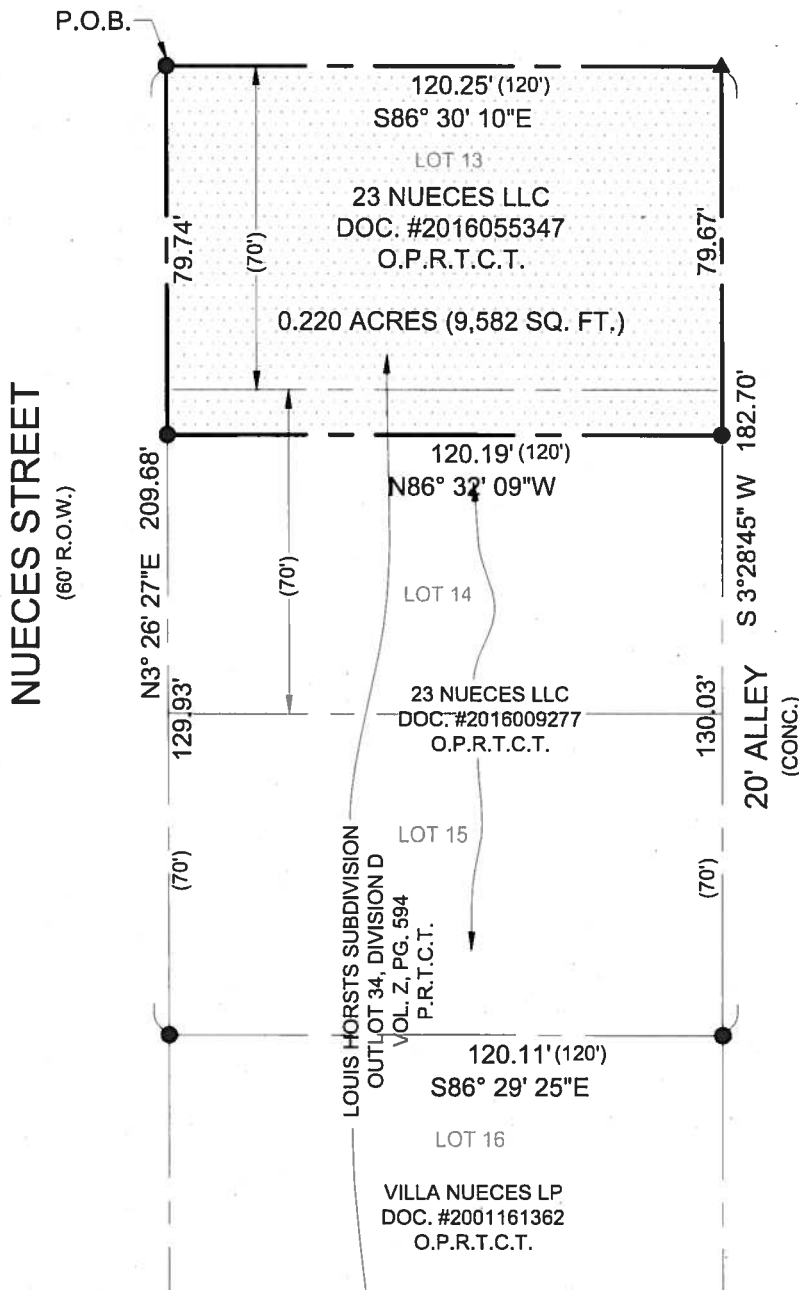 P.O.B.
120.25' (120')
S86° 30' 10"E
LOT 13
23 NUECES LLC
DOC. #2016055347
O.P.R.T.C.T.
79.74'
(70')
79.67'
0.220 ACRES (9,582 SQ. FT.)
120.19' (120')
N86° 32' 09"W
NUECES STREET
(60' R.O.W.)
N3° 26' 27"E 209.68'
S 3°28'45" W 182.70'
(70')
LOT 14
23 NUECES LLC
DOC. #2016009277
O.P.R.T.C.T.
129.93'
130.03'
20' ALLEY
(CONC.)
LOT 15
(70')
(70')
LOUIS HORSTS SUBDIVISION
OUTLOT 34, DIVISION D
VOL. Z, PG. 594
P.R.T.C.T.
120.11' (120')
S86° 29' 25"E
LOT 16
VILLA NUECES LP
DOC. #2001161362
O.P.R.T.C.T.